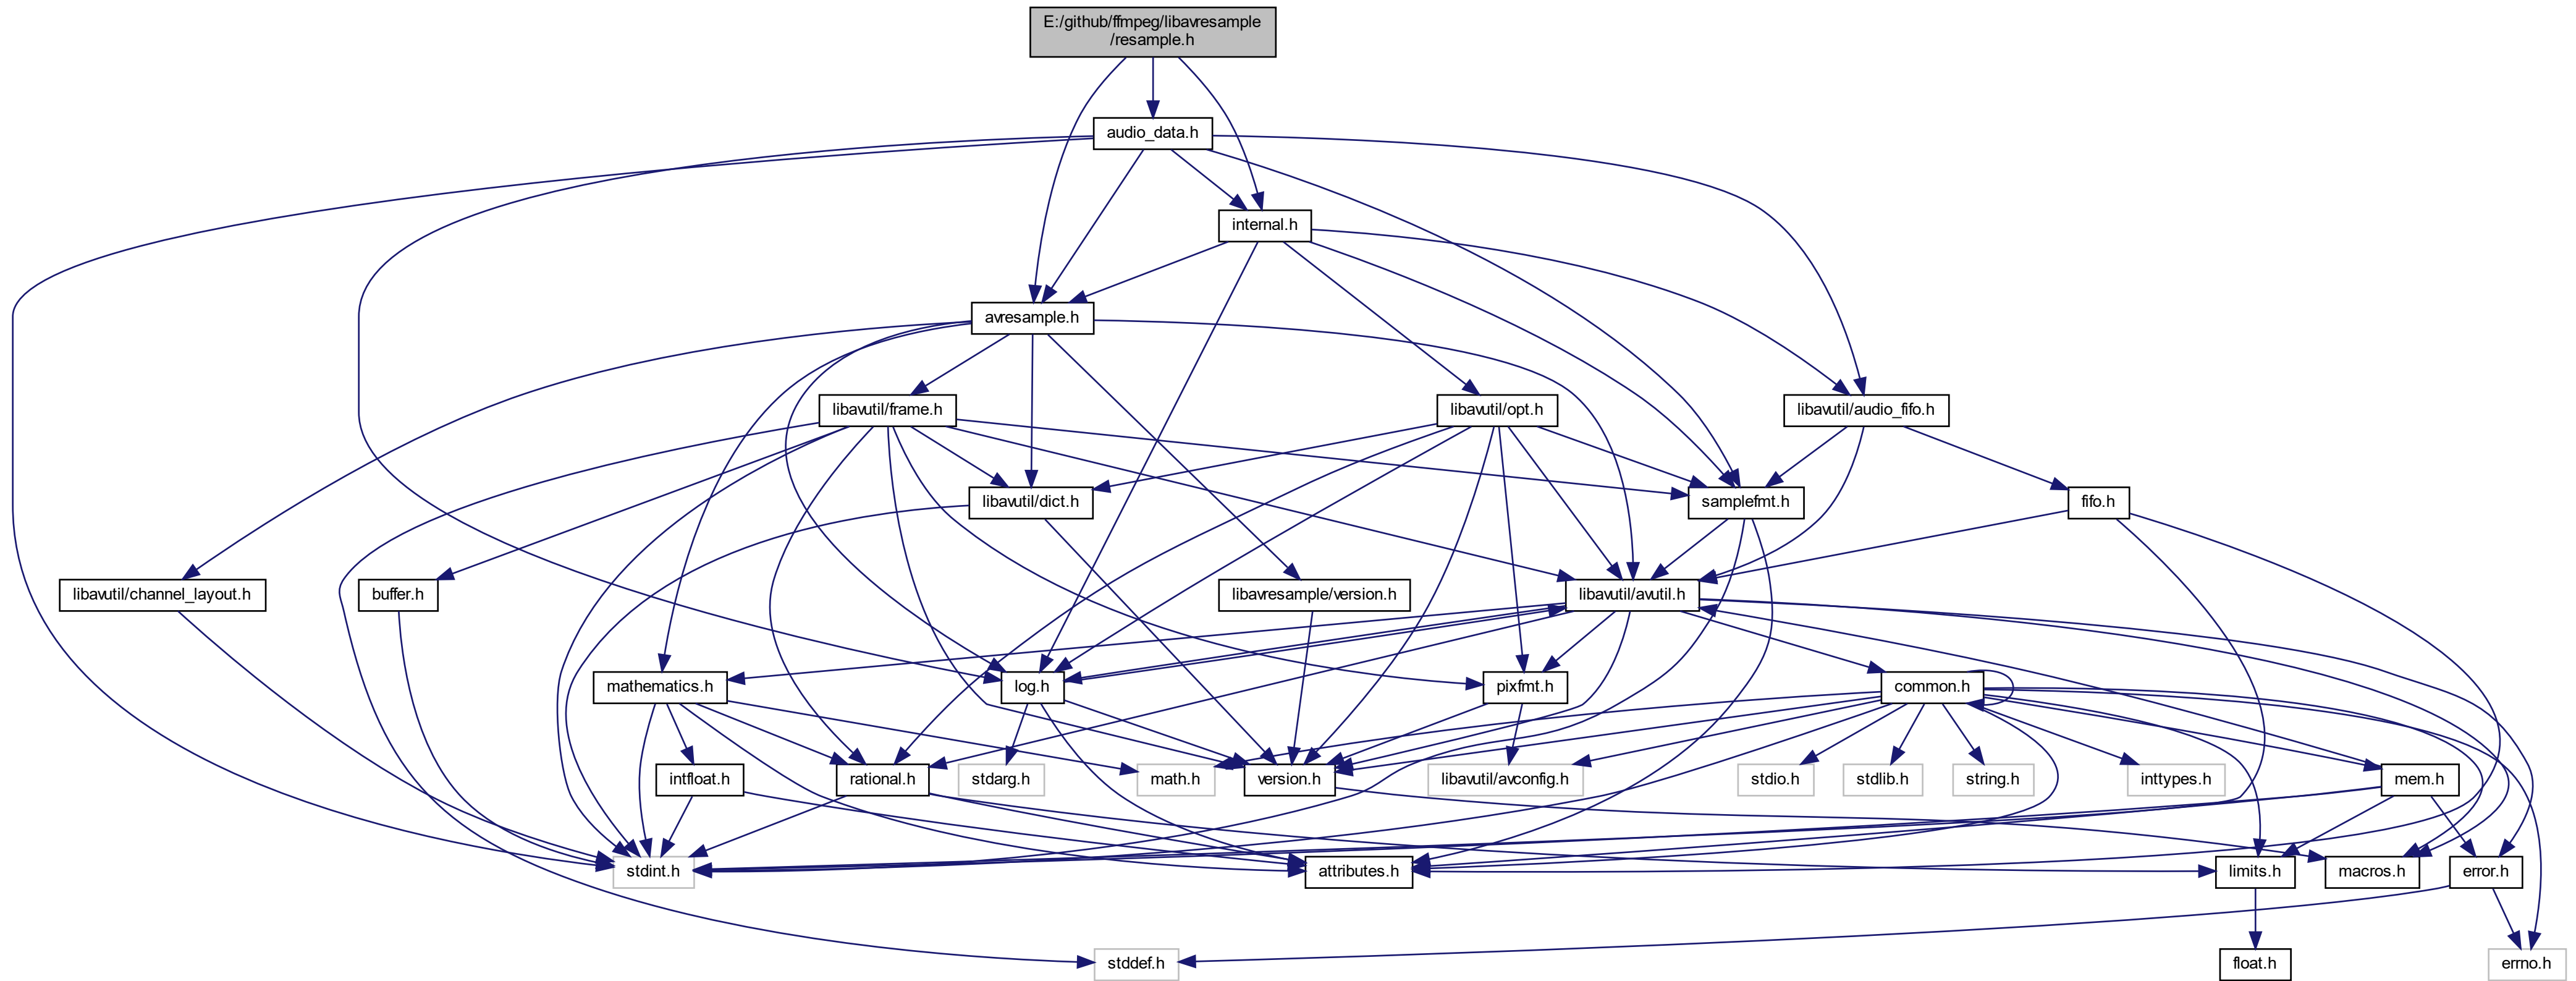 E:/github/ffmpeg/libavresample
/resample.h
audio_data.h
internal.h
avresample.h
libavutil/frame.h
libavutil/opt.h
libavutil/audio_fifo.h
libavutil/dict.h
samplefmt.h
fifo.h
libavutil/channel_layout.h
buffer.h
libavresample/version.h
libavutil/avutil.h
mathematics.h
log.h
pixfmt.h
common.h
intfloat.h
rational.h
stdarg.h
math.h
version.h
libavutil/avconfig.h
stdio.h
stdlib.h
string.h
inttypes.h
mem.h
stdint.h
attributes.h
limits.h
macros.h
error.h
stddef.h
float.h
errno.h